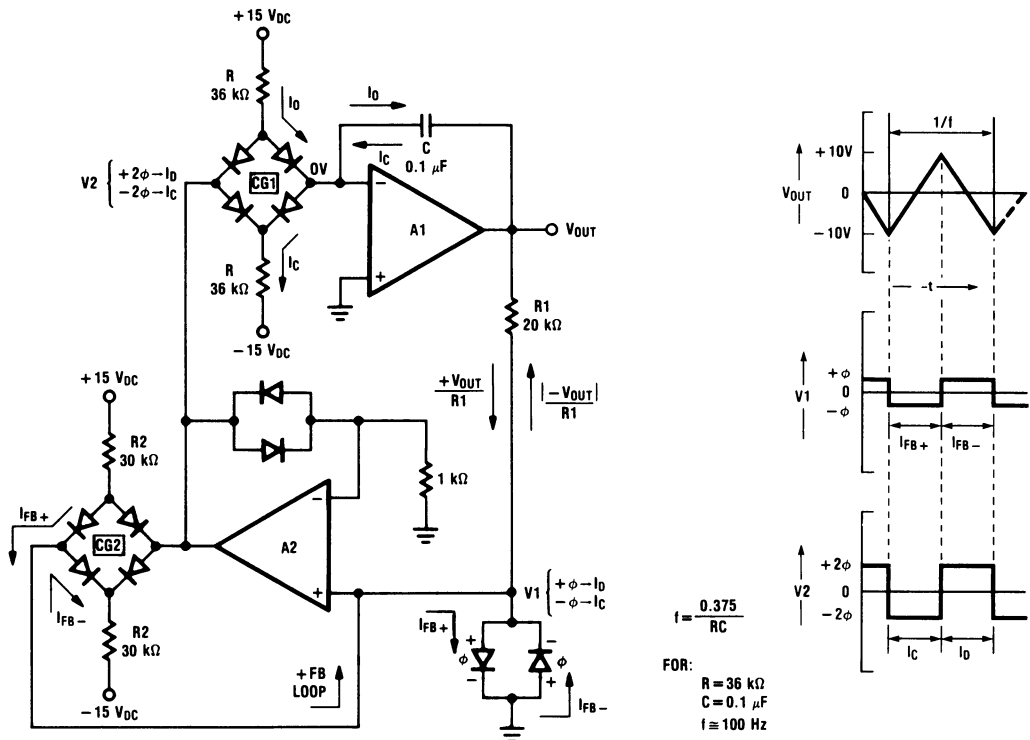 +15 VDC
R
36 kΩ
IO
IO
IC
C
0.1 μF
0V
V2 { +2ϕ→ID
−2ϕ→IC
CG1
−
+
A1
VOUT
R
36 kΩ
IC
−15 VDC
R1
20 kΩ
+VOUT
R1
|−VOUT|
R1
+15 VDC
R2
30 kΩ
1 kΩ
IFB+
CG2
IFB−
−
+
A2
R2
30 kΩ
−15 VDC
+FB
LOOP
V1 { +ϕ→ID
−ϕ→IC
IFB+
+
ϕ
−
−
ϕ
+
IFB−
f = 0.375
RC
FOR:
R = 36 kΩ
C = 0.1 μF
f ≅ 100 Hz
1/f
VOUT
+10V
0
−10V
-t
V1
+ϕ
0
−ϕ
IFB+
IFB−
V2
+2ϕ
0
−2ϕ
IC
ID